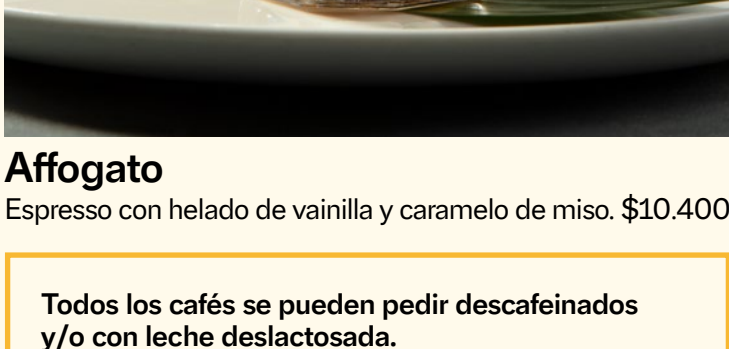 Affogato
Espresso con helado de vainilla y caramelo de miso. $10.400
Todos los cafés se pueden pedir descafeinados
y/o con leche deslactosada.